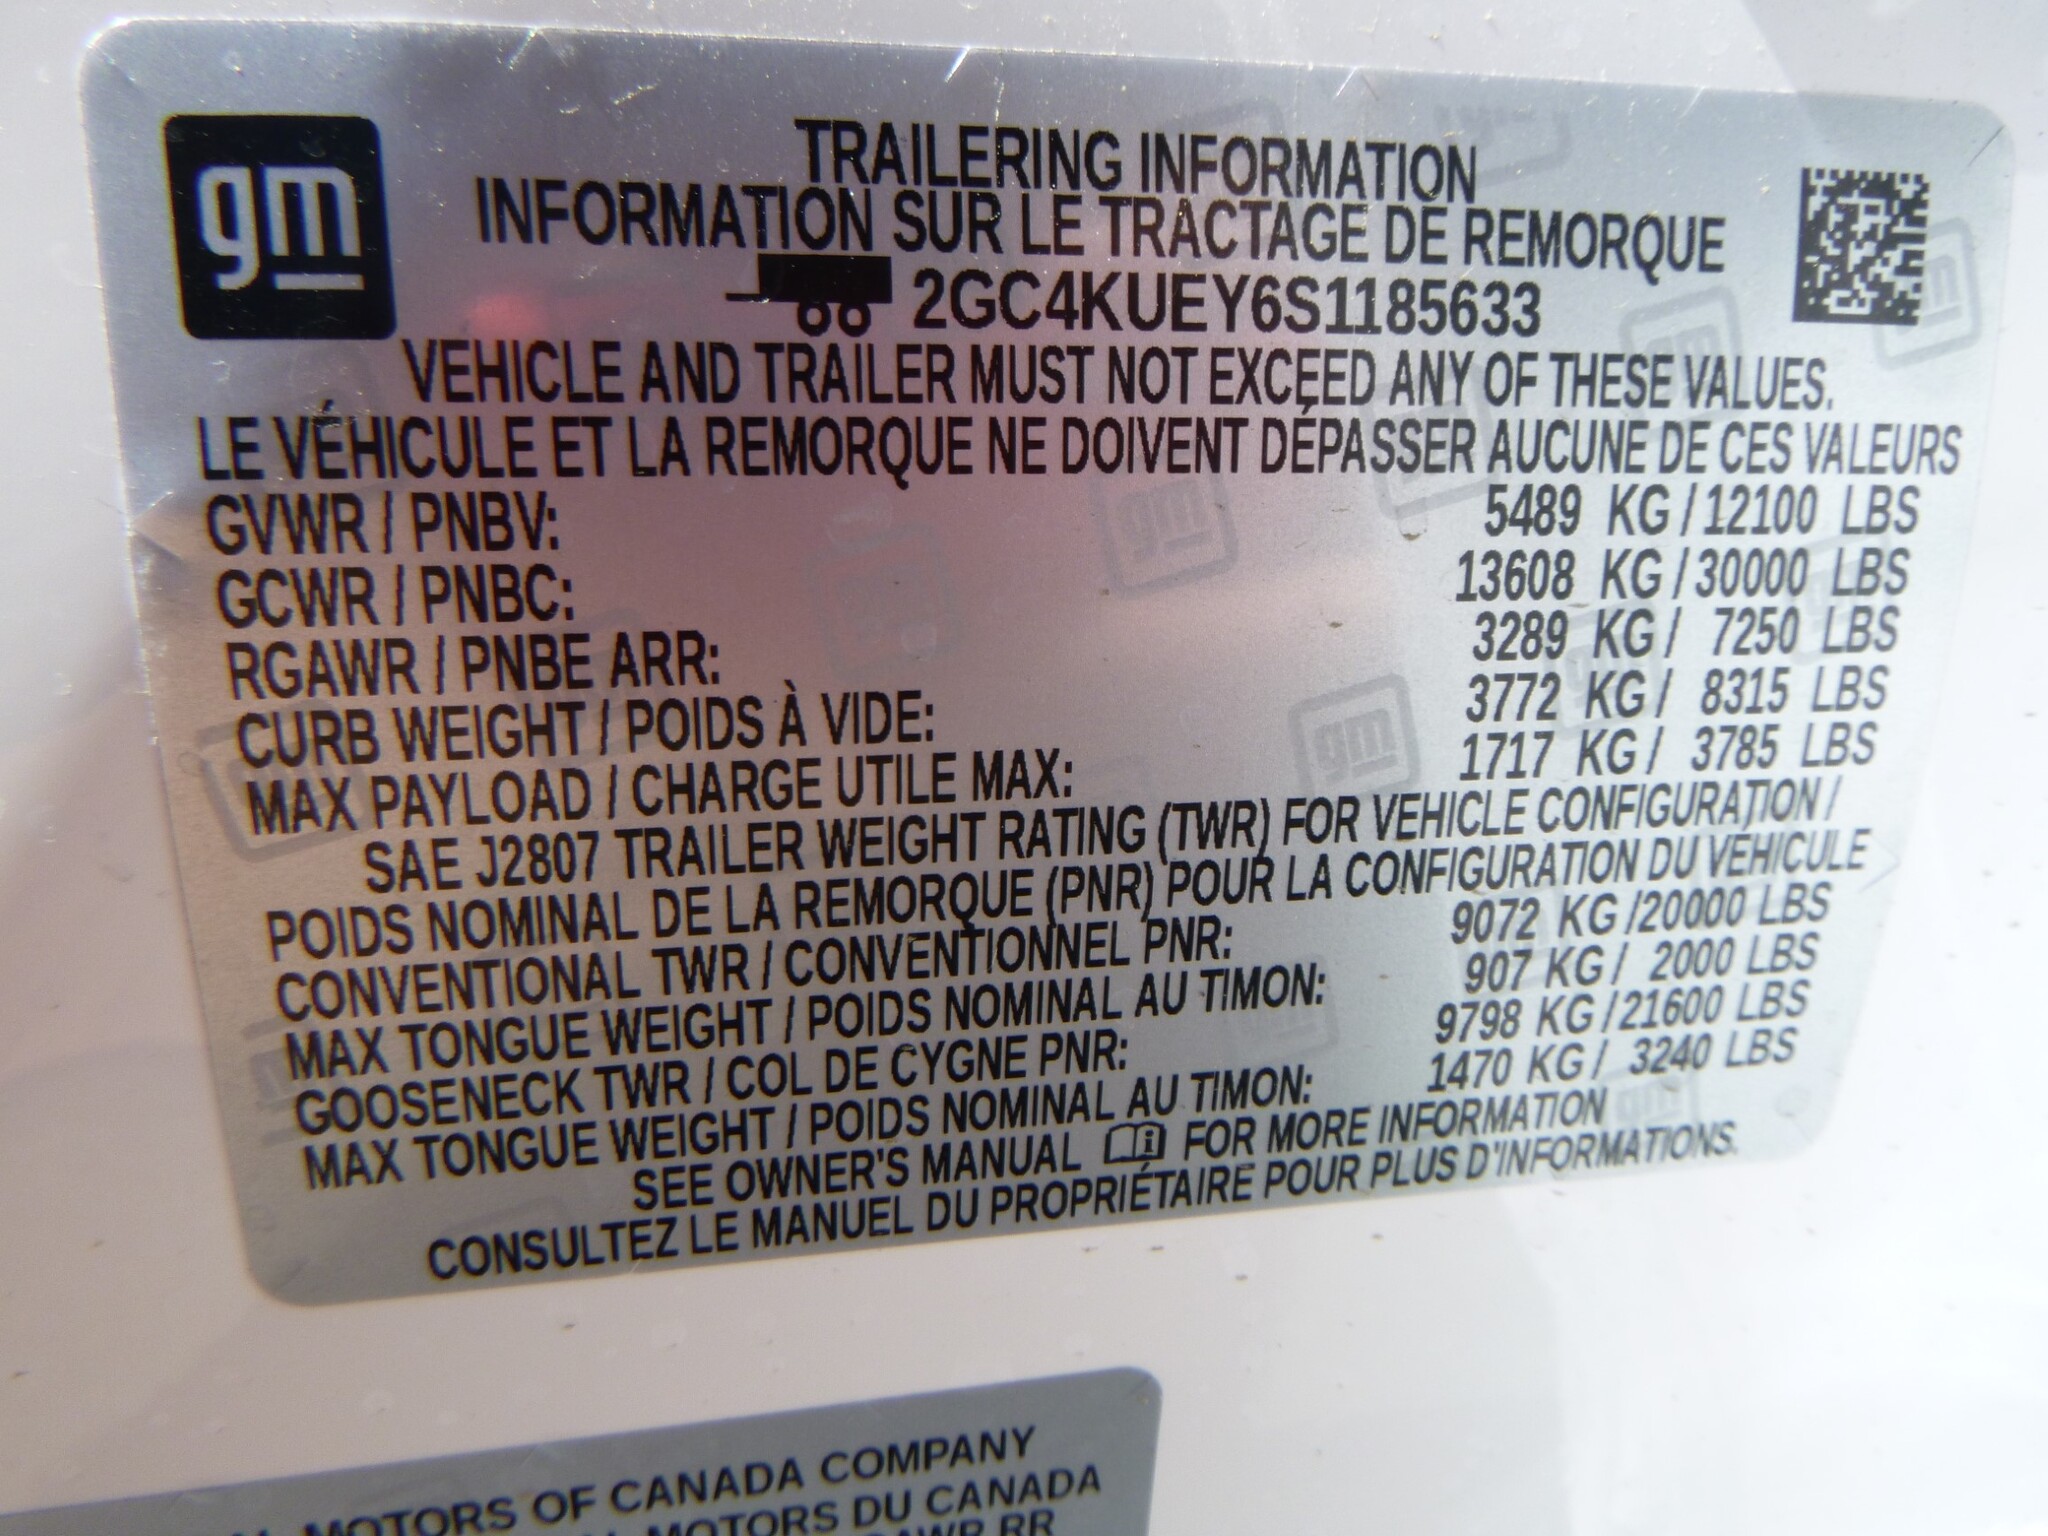 gm
TRAILERING INFORMATION
INFORMATION SUR LE TRACTAGE DE REMORQUE
2GC4KUEY6S1185633
VEHICLE AND TRAILER MUST NOT EXCEED ANY OF THESE VALUES.
LE VÉHICULE ET LA REMORQUE NE DOIVENT DÉPASSER AUCUNE DE CES VALEURS
GVWR / PNBV: 5489 KG / 12100 LBS
GCWR / PNBC: 13608 KG / 30000 LBS
RGAWR / PNBE ARR: 3289 KG / 7250 LBS
CURB WEIGHT / POIDS À VIDE: 3772 KG / 8315 LBS
MAX PAYLOAD / CHARGE UTILE MAX: 1717 KG / 3785 LBS
SAE J2807 TRAILER WEIGHT RATING (TWR) FOR VEHICLE CONFIGURATION /
POIDS NOMINAL DE LA REMORQUE (PNR) POUR LA CONFIGURATION DU VÉHICULE
CONVENTIONAL TWR / CONVENTIONNEL PNR: 9072 KG /20000 LBS
MAX TONGUE WEIGHT / POIDS NOMINAL AU TIMON: 907 KG / 2000 LBS
GOOSENECK TWR / COL DE CYGNE PNR: 9798 KG /21600 LBS
MAX TONGUE WEIGHT / POIDS NOMINAL AU TIMON: 1470 KG / 3240 LBS
SEE OWNER'S MANUAL FOR MORE INFORMATION
CONSULTEZ LE MANUEL DU PROPRIÉTAIRE POUR PLUS D'INFORMATIONS.
MOTORS OF CANADA COMPANY
MOTORS DU CANADA
RR